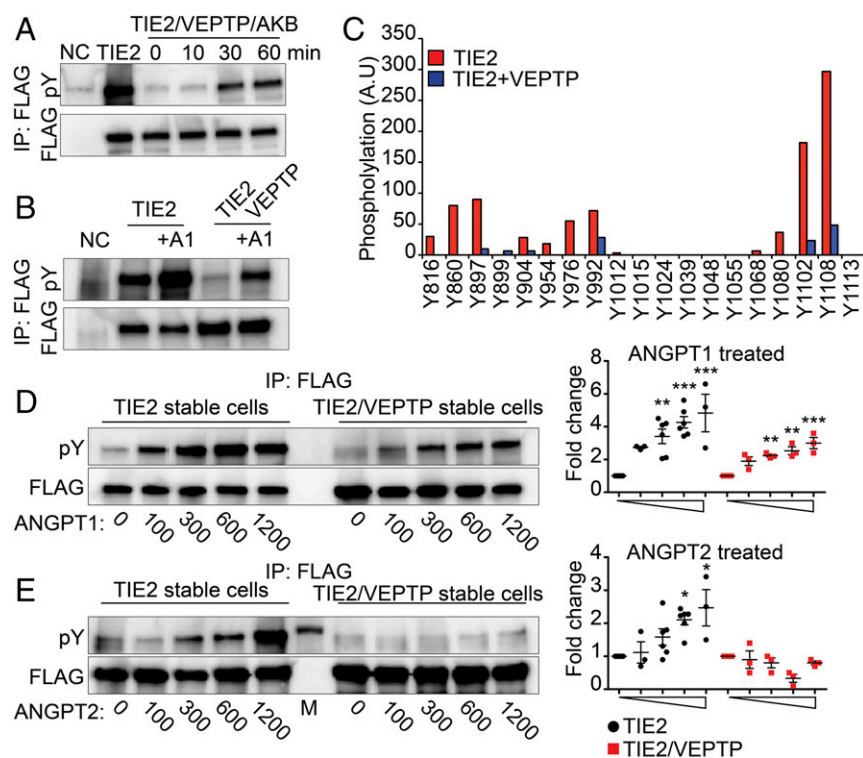 A
TIE2/VEPTP/AKB
NC TIE2 0 10 30 60 min
IP: FLAG
pY
FLAG
B
TIE2
TIE2 VEPTP
NC +A1 +A1
IP: FLAG
pY
FLAG
C
TIE2
TIE2+VEPTP
Phospholylation (A.U)
350
300
250
200
150
100
50
0
Y816 Y860 Y897 Y899 Y904 Y954 Y976 Y992 Y1012 Y1015 Y1024 Y1039 Y1048 Y1055 Y1068 Y1080 Y1102 Y1108 Y1113
D
IP: FLAG
TIE2 stable cells TIE2/VEPTP stable cells
pY
FLAG
ANGPT1: 0 100 300 600 1200 0 100 300 600 1200
ANGPT1 treated
Fold change
8
6
4
2
0
** *** *** ** ** ***
E
IP: FLAG
TIE2 stable cells TIE2/VEPTP stable cells
pY
FLAG
ANGPT2: 0 100 300 600 1200 M 0 100 300 600 1200
ANGPT2 treated
Fold change
4
3
2
1
0
* *
TIE2
TIE2/VEPTP